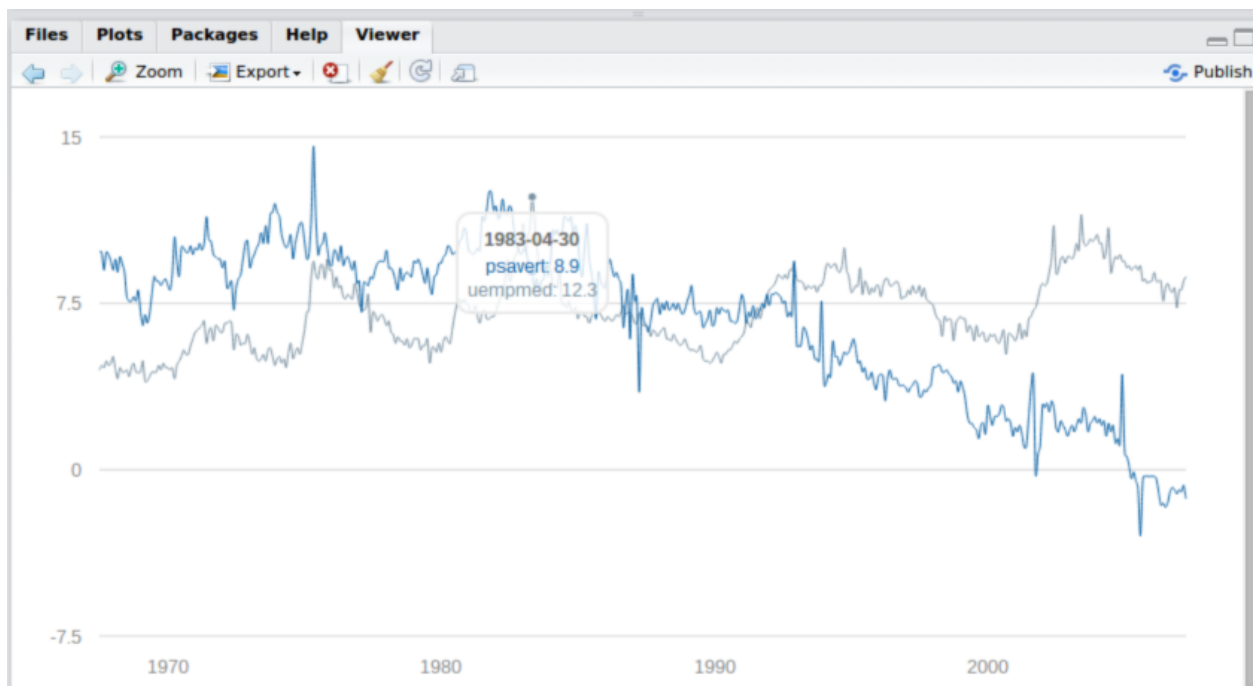 Files Plots Packages Help Viewer
Zoom Export Publish
15
1983-04-30
psavert: 8.9
uempmed: 12.3
7.5
0
-7.5
1970 1980 1990 2000